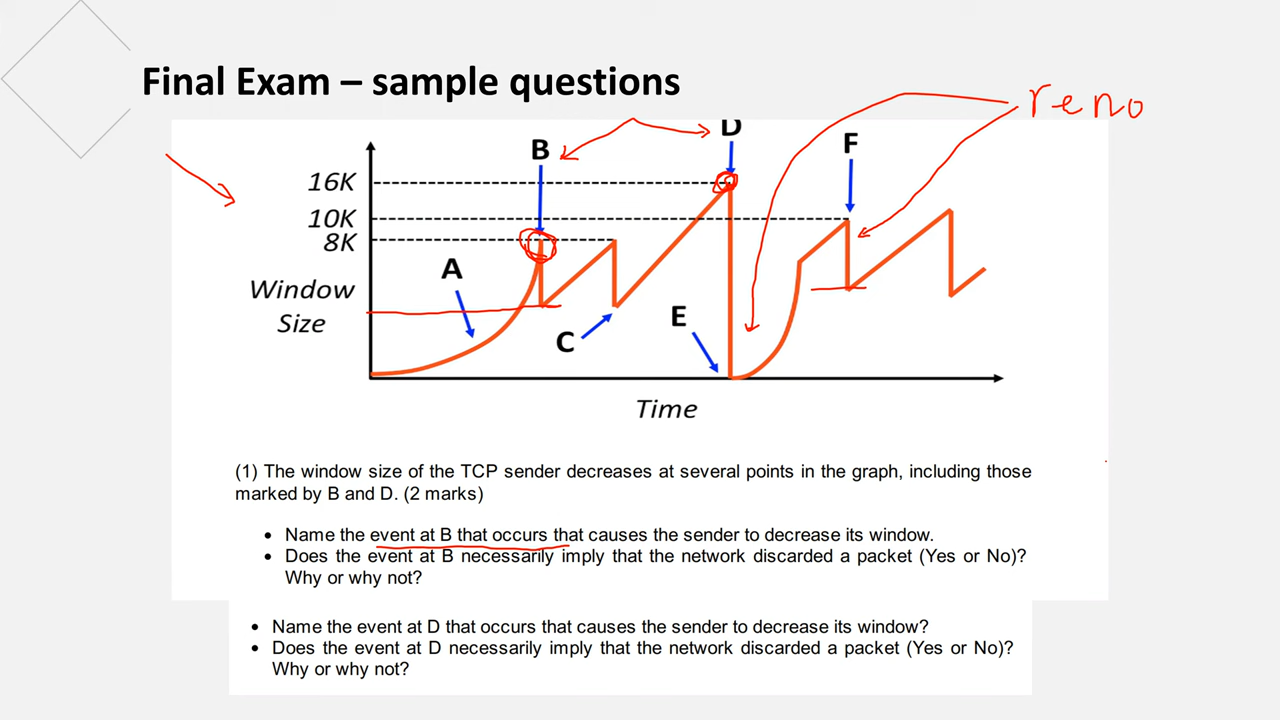 Final Exam – sample questions
reno
B
D
F
16K
10K
8K
A
Window
Size
E
C
Time
(1) The window size of the TCP sender decreases at several points in the graph, including those
marked by B and D. (2 marks)
• Name the event at B that occurs that causes the sender to decrease its window.
• Does the event at B necessarily imply that the network discarded a packet (Yes or No)?
Why or why not?
• Name the event at D that occurs that causes the sender to decrease its window?
• Does the event at D necessarily imply that the network discarded a packet (Yes or No)?
Why or why not?